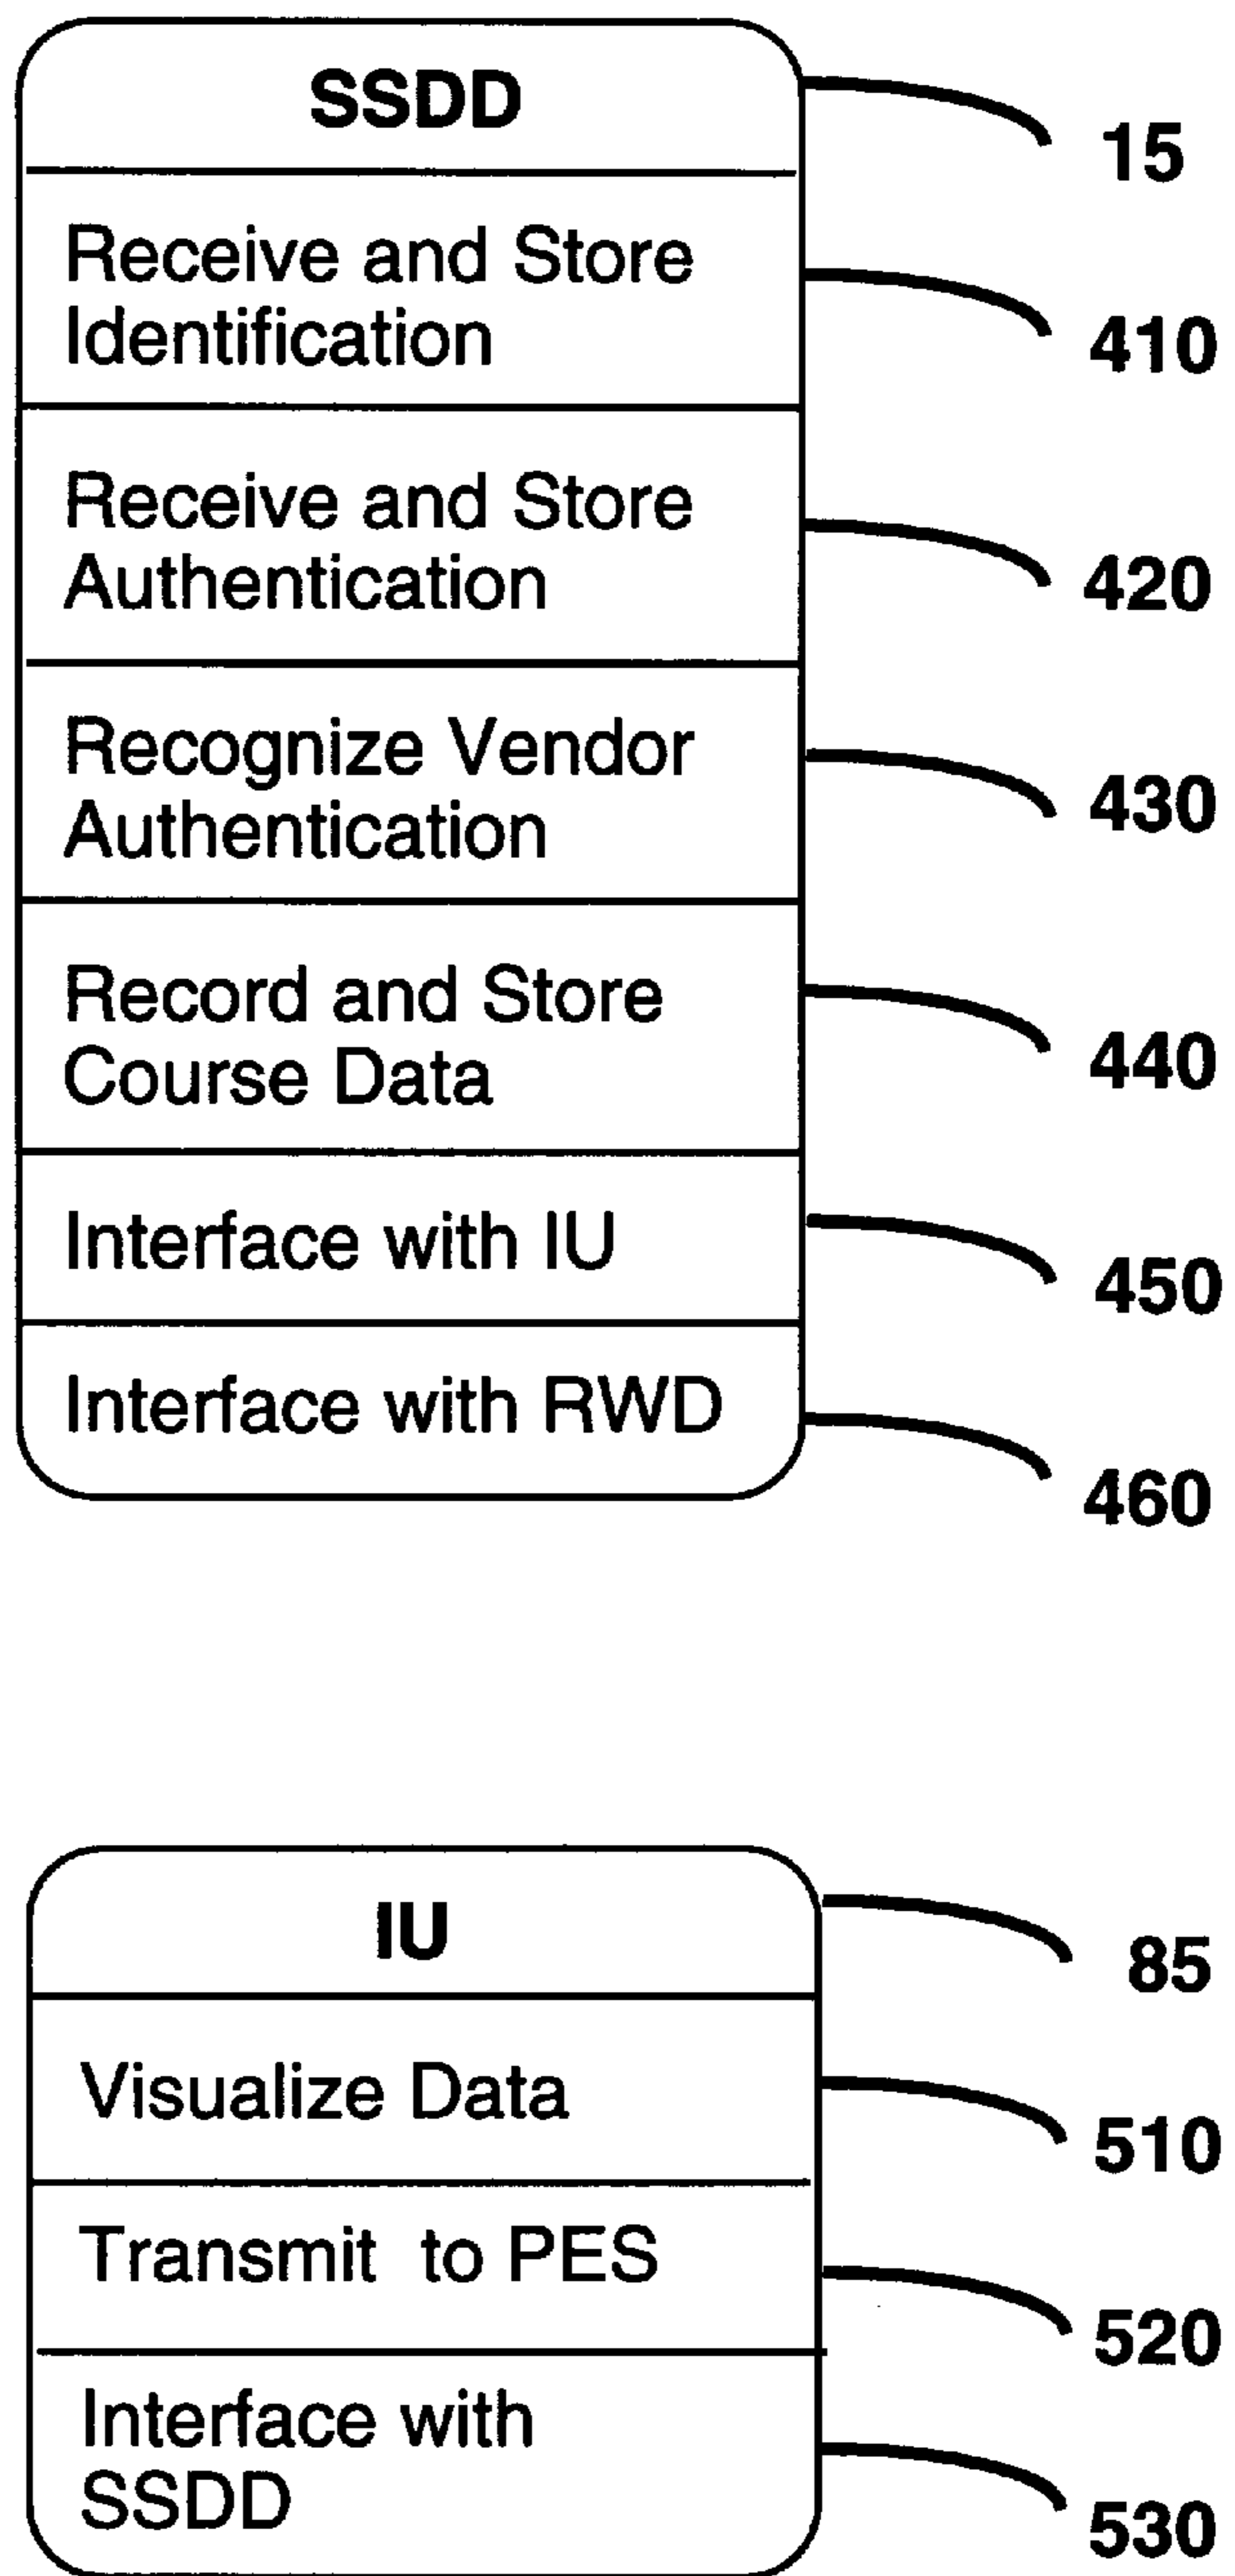 SSDD
15
Receive and Store
Identification
410
Receive and Store
Authentication
420
Recognize Vendor
Authentication
430
Record and Store
Course Data
440
Interface with IU
450
Interface with RWD
460
IU
85
Visualize Data
510
Transmit to PES
520
Interface with
SSDD
530